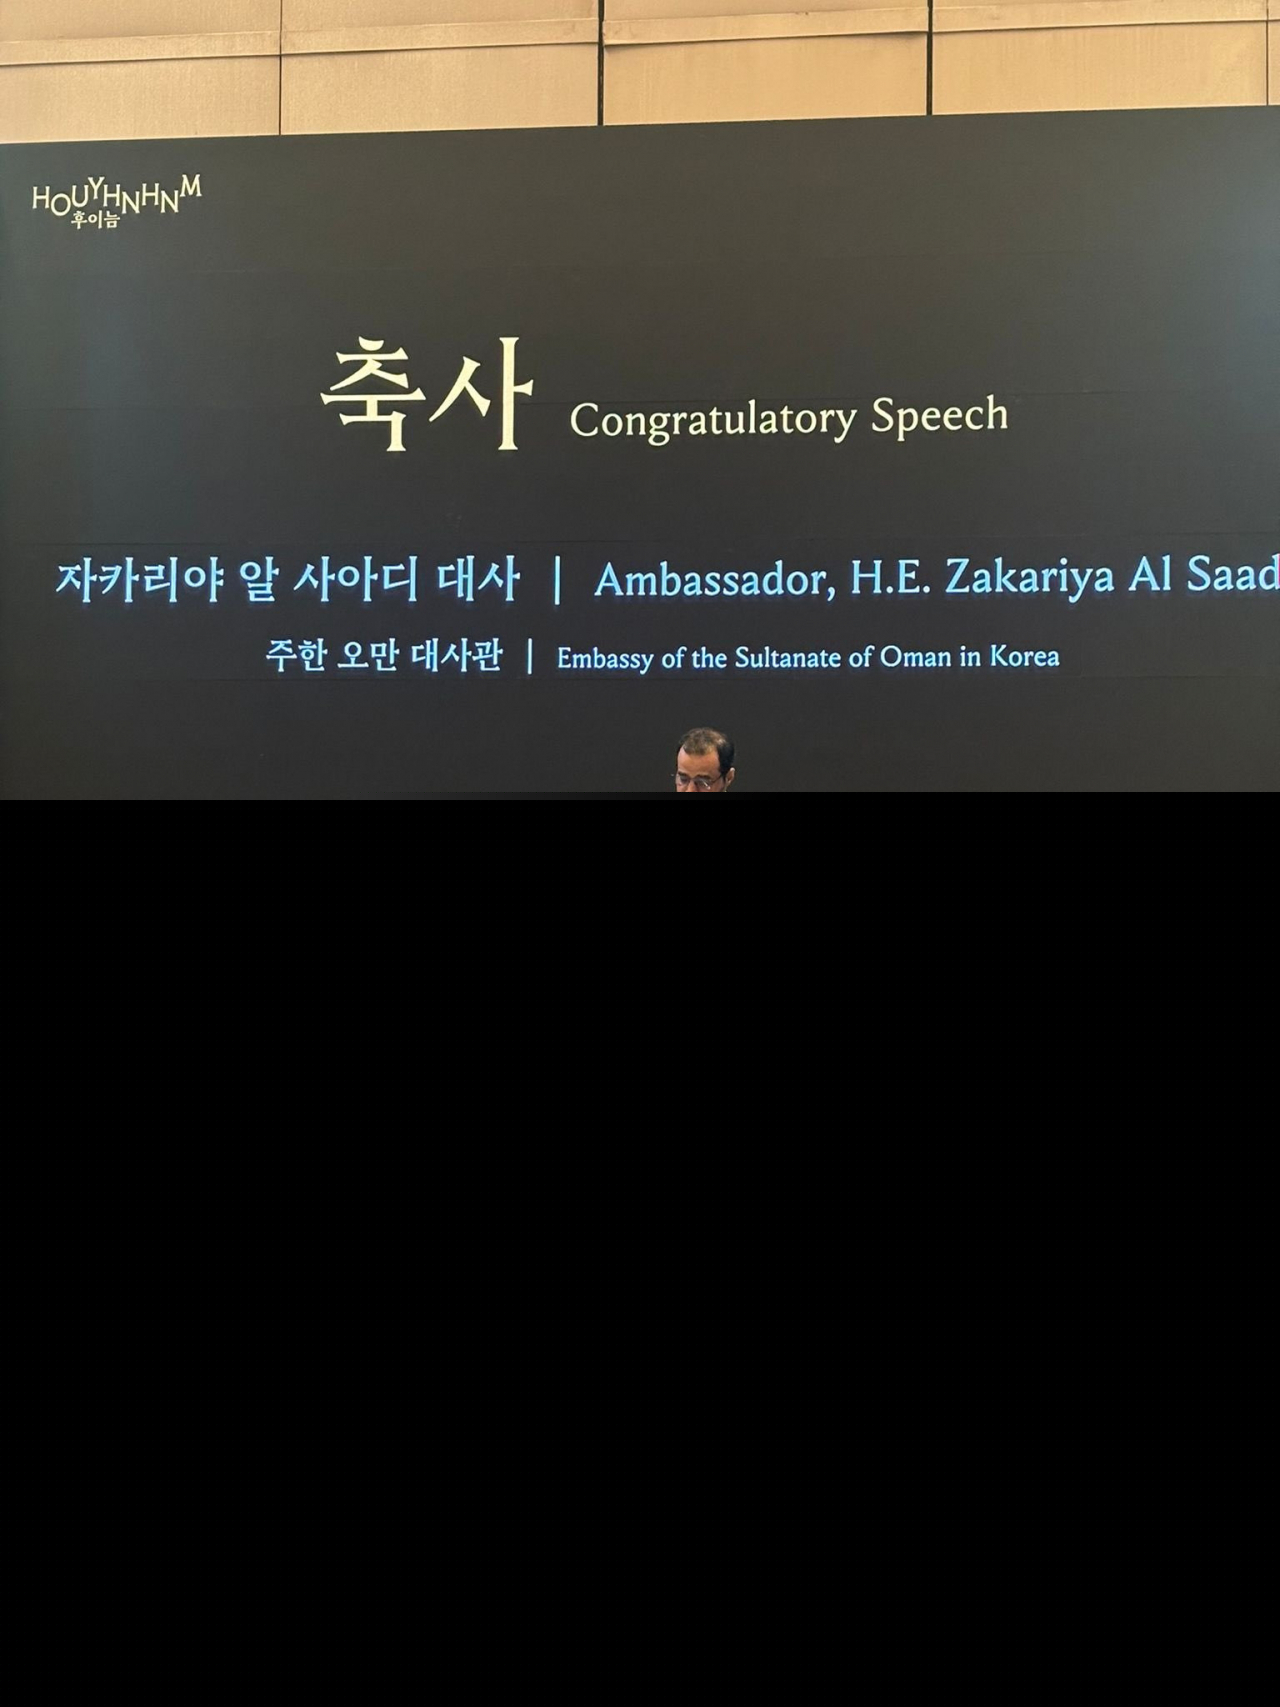 HOUYHNHNM
후이늠
축사 Congratulatory Speech
자카리야 알 사아디 대사 | Ambassador, H.E. Zakariya Al Saad
주한 오만 대사관 | Embassy of the Sultanate of Oman in Korea